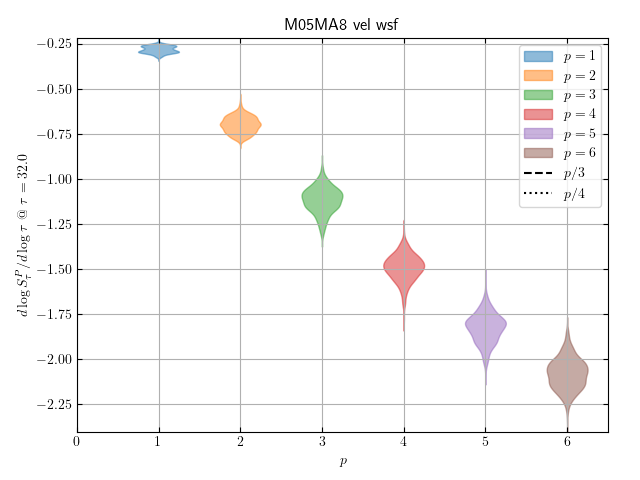 M05MA8 vel wsf
d log S_τ^P / d log τ @ τ = 32.0
−0.25
−0.50
−0.75
−1.00
−1.25
−1.50
−1.75
−2.00
−2.25
0 1 2 3 4 5 6
p
p = 1
p = 2
p = 3
p = 4
p = 5
p = 6
p/3
p/4